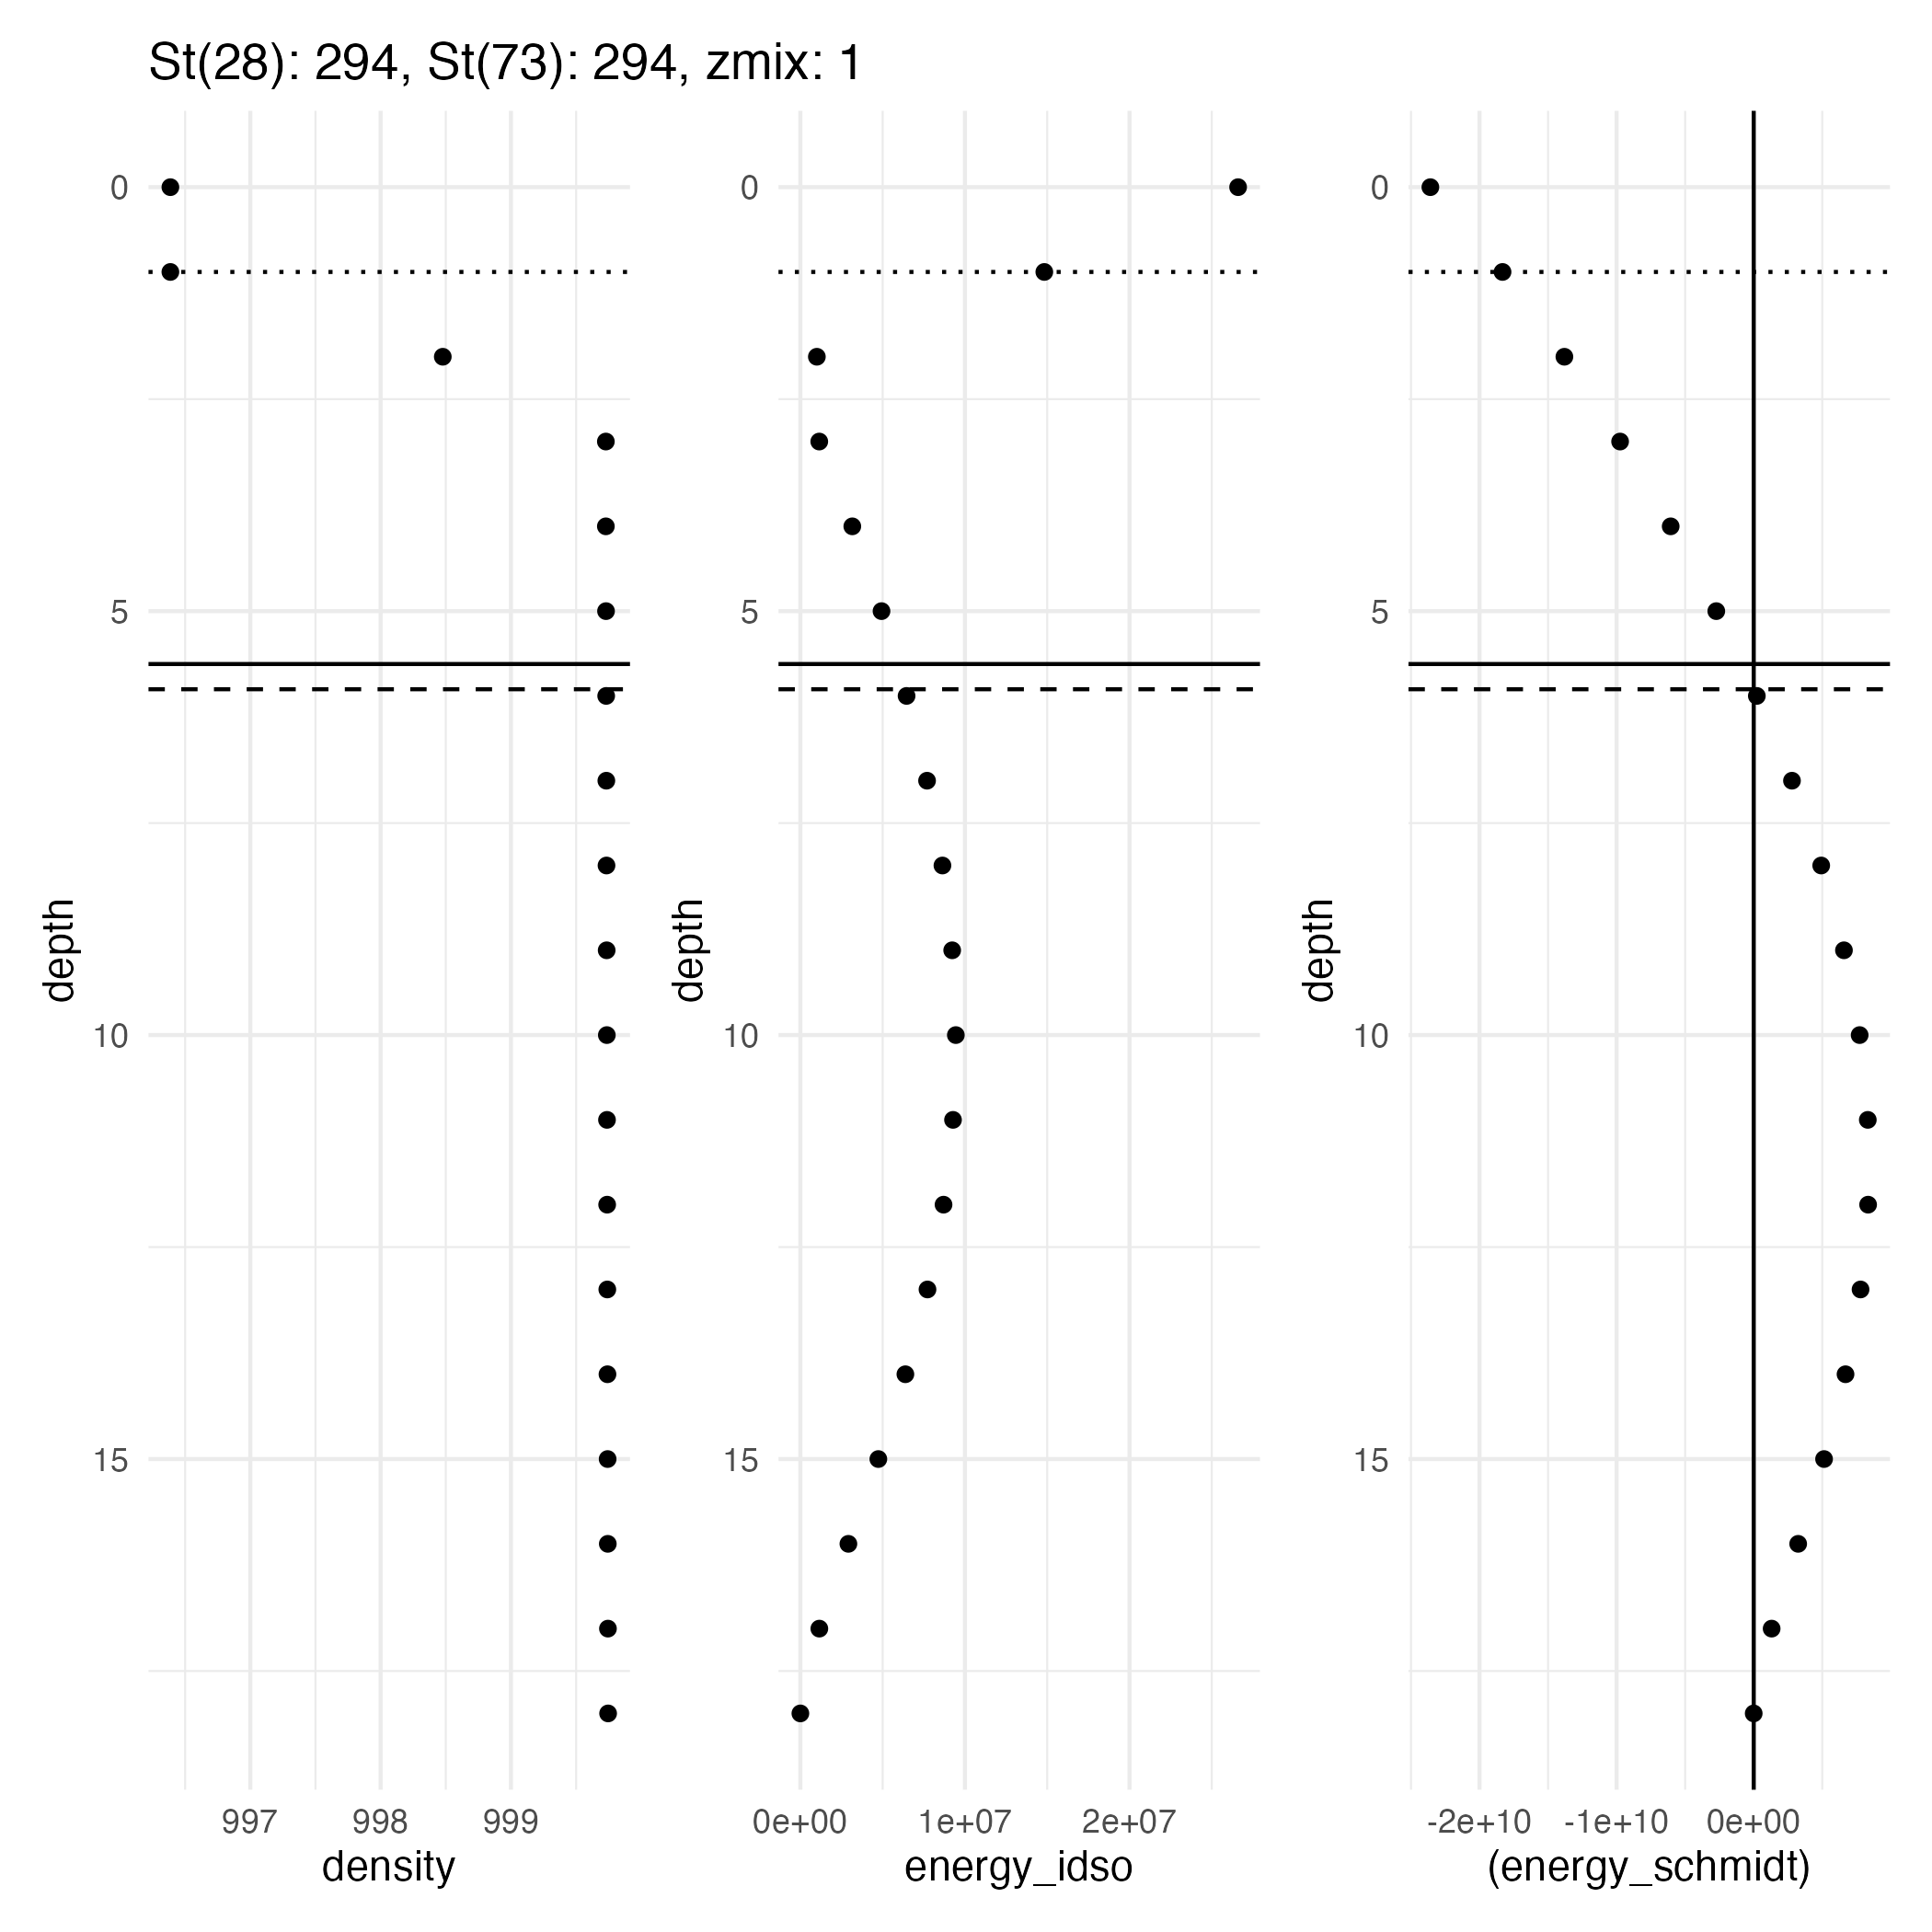 St(28): 294, St(73): 294, zmix: 1
0
5
10
15
depth
997 998 999
density
0
5
10
15
depth
0e+00 1e+07 2e+07
energy_idso
0
5
10
15
depth
-2e+10 -1e+10 0e+00
(energy_schmidt)